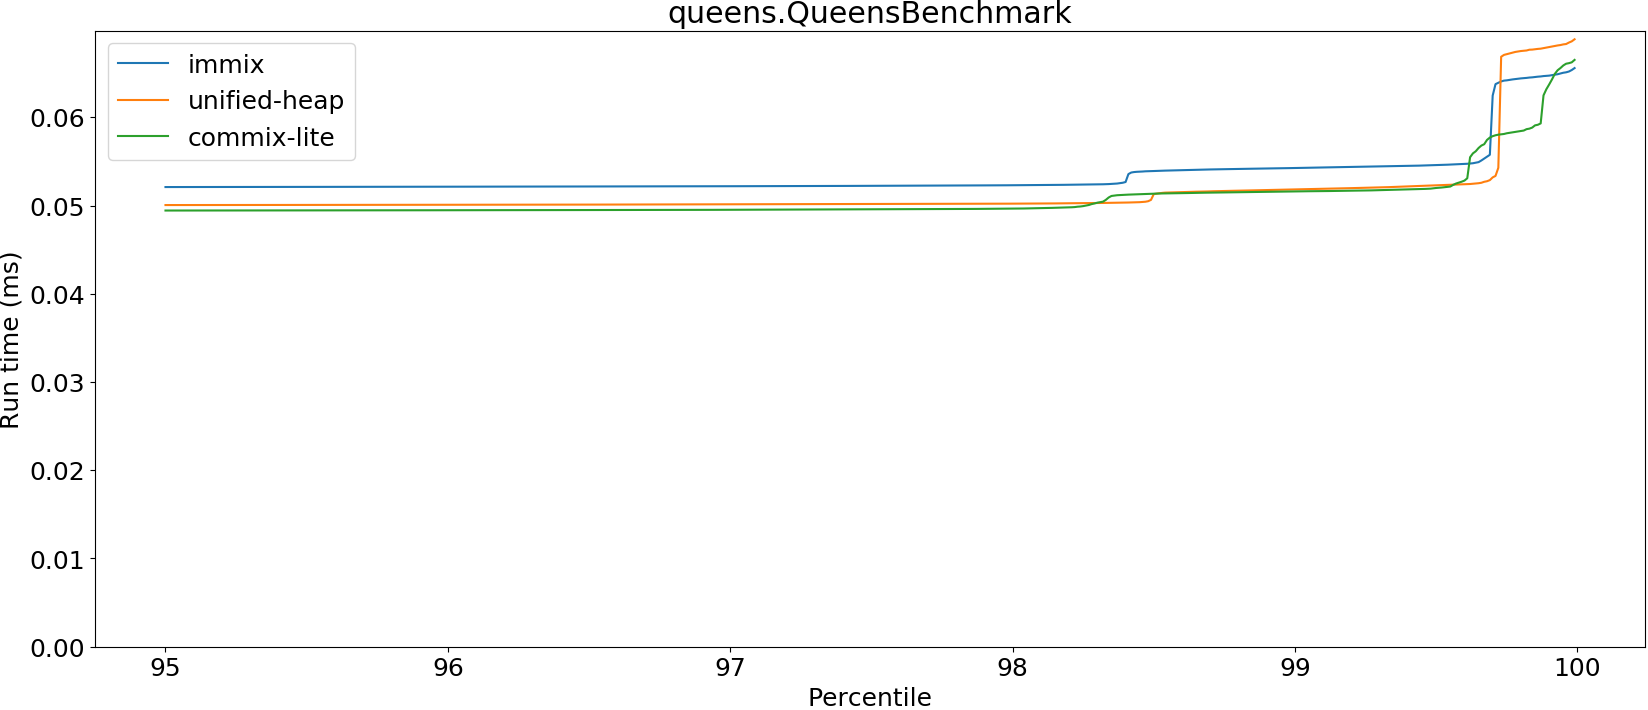 queens.QueensBenchmark
immix
unified-heap
commix-lite
0.06
0.05
0.04
0.03
0.02
0.01
0.00
Run time (ms)
95 96 97 98 99 100
Percentile